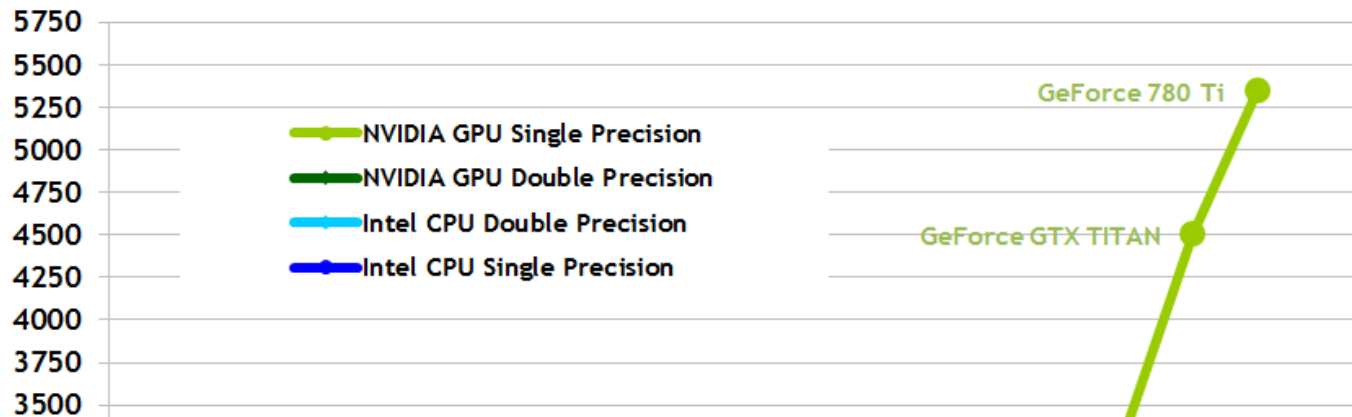 5750
5500
GeForce 780 Ti
5250
NVIDIA GPU Single Precision
5000
NVIDIA GPU Double Precision
4750
Intel CPU Double Precision
4500
GeForce GTX TITAN
Intel CPU Single Precision
4250
4000
3750
3500